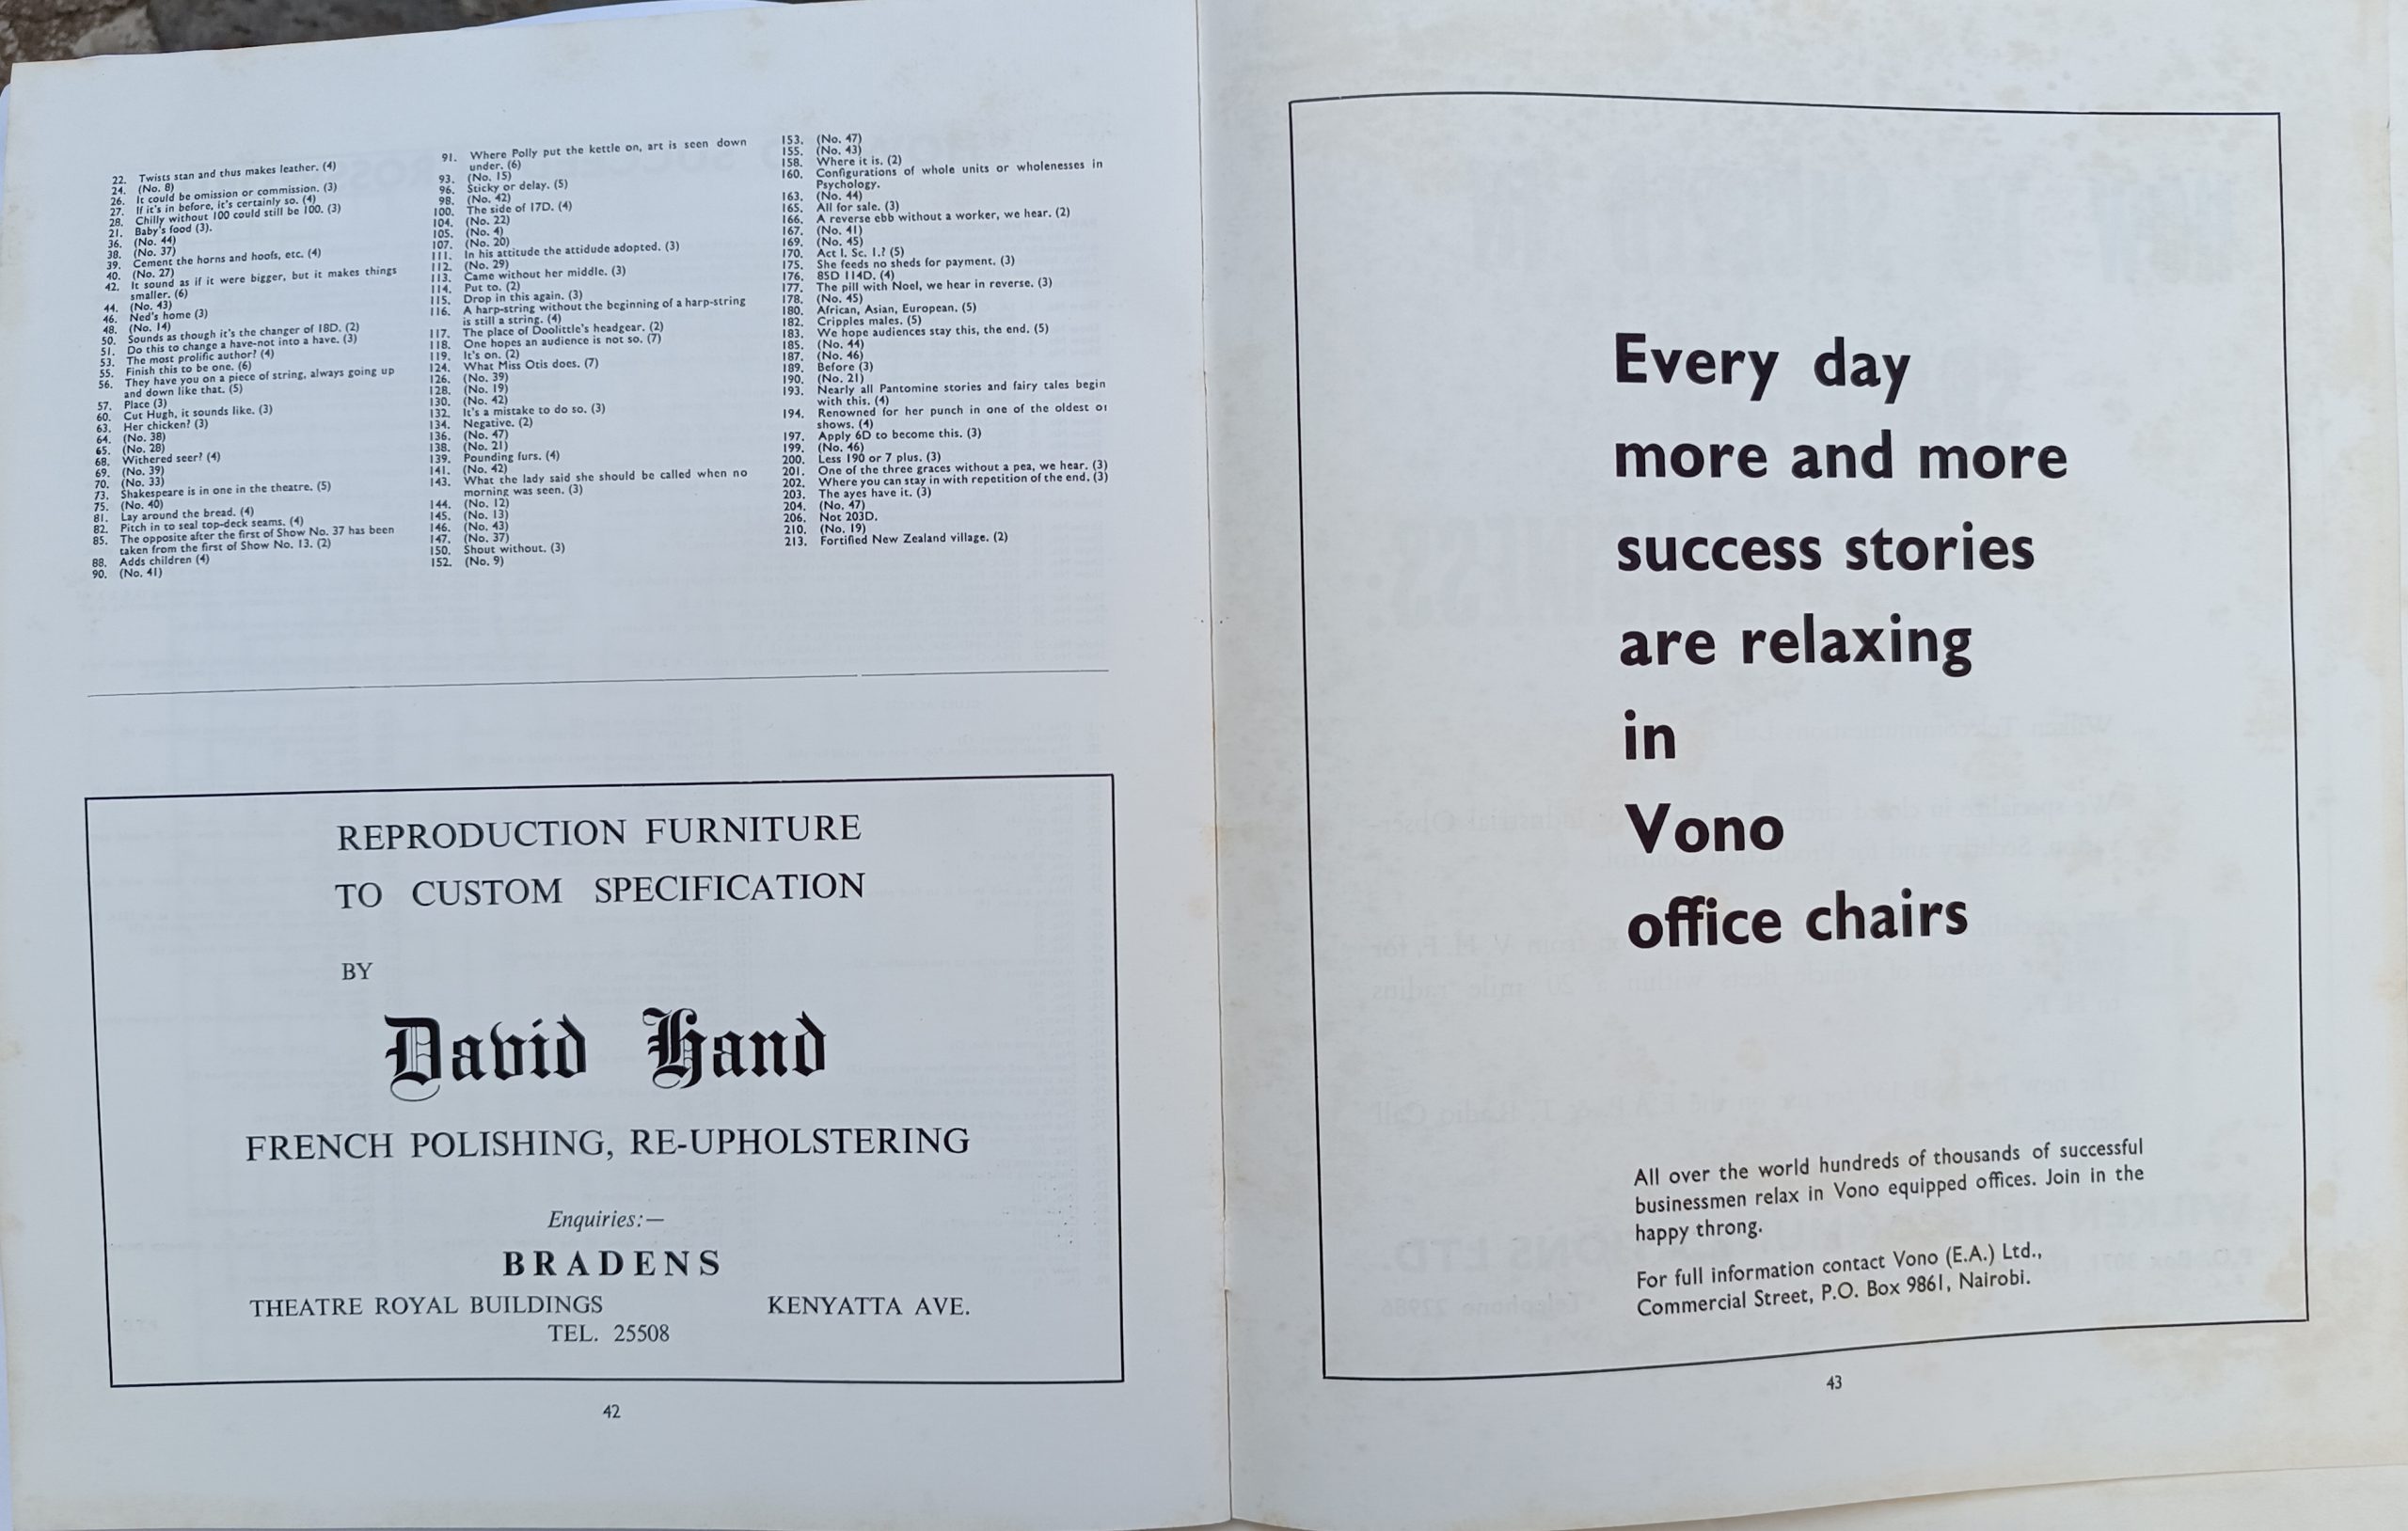 22. Twists stan and thus makes leather. (4)
24. (No. 8)
26. It could be omission or commission. (3)
27. If it's in before, it's certainly so. (4)
28. Chilly without 100 could still be 100. (3)
21. Baby's food (3).
36. (No. 44)
38. (No. 37)
39. Cement the horns and hoofs, etc. (4)
40. (No. 27)
42. It sound as if it were bigger, but it makes things
smaller. (6)
44. (No. 43)
46. Ned's home (3)
48. (No. 14)
50. Sounds as though it's the changer of 18D. (2)
51. Do this to change a have-not into a have. (3)
53. The most prolific author? (4)
55. Finish this to be one. (6)
56. They have you on a piece of string, always going up
and down like that. (5)
57. Place (3)
60. Cut Hugh, it sounds like. (3)
63. Her chicken? (3)
64. (No. 38)
65. (No. 28)
68. Withered seer? (4)
69. (No. 39)
70. (No. 33)
73. Shakespeare is in one in the theatre. (5)
75. (No. 40)
81. Lay around the bread. (4)
82. Pitch in to seal top-deck seams. (4)
85. The opposite after the first of Show No. 37 has been
taken from the first of Show No. 13. (2)
88. Adds children (4)
90. (No. 41)
91. Where Polly put the kettle on, art is seen down
under. (6)
93. (No. 15)
96. Sticky or delay. (5)
98. (No. 42)
100. The side of 17D. (4)
104. (No. 22)
105. (No. 4)
107. (No. 20)
111. In his attitude the attidude adopted. (3)
112. (No. 29)
113. Came without her middle. (3)
114. Put to. (2)
115. Drop in this again. (3)
116. A harp-string without the beginning of a harp-string
is still a string. (4)
117. The place of Doolittle's headgear. (2)
118. One hopes an audience is not so. (7)
119. It's on. (2)
124. What Miss Otis does. (7)
126. (No. 39)
128. (No. 19)
130. (No. 42)
132. It's a mistake to do so. (3)
134. Negative. (2)
136. (No. 47)
138. (No. 21)
139. Pounding furs. (4)
141. (No. 42)
143. What the lady said she should be called when no
morning was seen. (3)
144. (No. 12)
145. (No. 13)
146. (No. 43)
147. (No. 37)
150. Shout without. (3)
152. (No. 9)
153. (No. 47)
155. (No. 43)
158. Where it is. (2)
160. Configurations of whole units or wholenesses in
Psychology.
163. (No. 44)
165. All for sale. (3)
166. A reverse ebb without a worker, we hear. (2)
167. (No. 41)
169. (No. 45)
170. Act I. Sc. I.? (5)
175. She feeds no sheds for payment. (3)
176. 85D 114D. (4)
177. The pill with Noel, we hear in reverse. (3)
178. (No. 45)
180. African, Asian, European. (5)
182. Cripples males. (5)
183. We hope audiences stay this, the end. (5)
185. (No. 44)
187. (No. 46)
189. Before (3)
190. (No. 21)
193. Nearly all Pantomine stories and fairy tales begin
with this. (4)
194. Renowned for her punch in one of the oldest of
shows. (4)
197. Apply 6D to become this. (3)
199. (No. 46)
200. Less 190 or 7 plus. (3)
201. One of the three graces without a pea, we hear. (3)
202. Where you can stay in with repetition of the end. (3)
203. The ayes have it. (3)
204. (No. 47)
206. Not 203D.
210. (No. 19)
213. Fortified New Zealand village. (2)
REPRODUCTION FURNITURE
TO CUSTOM SPECIFICATION
BY
David Hand
FRENCH POLISHING, RE-UPHOLSTERING
Enquiries:—
BRADENS
THEATRE ROYAL BUILDINGS KENYATTA AVE.
TEL. 25508
42
Every day
more and more
success stories
are relaxing
in
Vono
office chairs
All over the world hundreds of thousands of successful
businessmen relax in Vono equipped offices. Join in the
happy throng.
For full information contact Vono (E.A.) Ltd.,
Commercial Street, P.O. Box 9861, Nairobi.
43